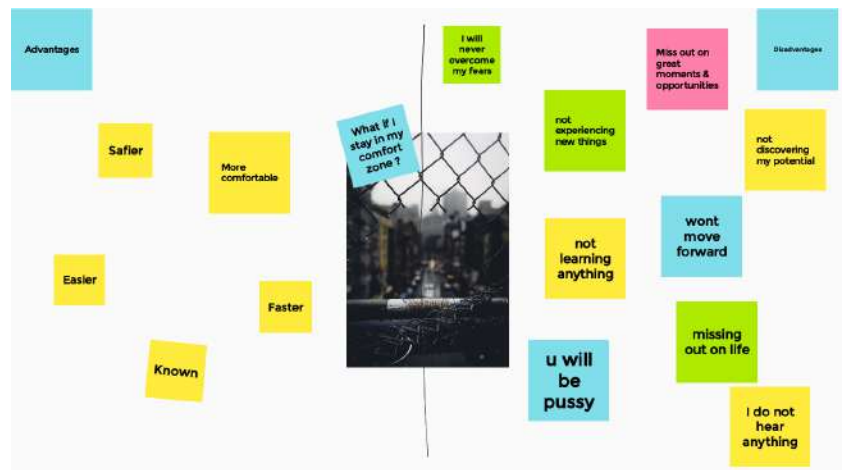 Advantages
Safier
More
comfortable
Easier
Faster
Known
What if I
stay in my
comfort
zone ?
I will
never
overcome
my fears
Miss out on
great
moments &
opportunities
Disadvantages
not
experiencing
new things
not
discovering
my potential
not
learning
anything
wont
move
forward
missing
out on life
u will
be
pussy
I do not
hear
anything